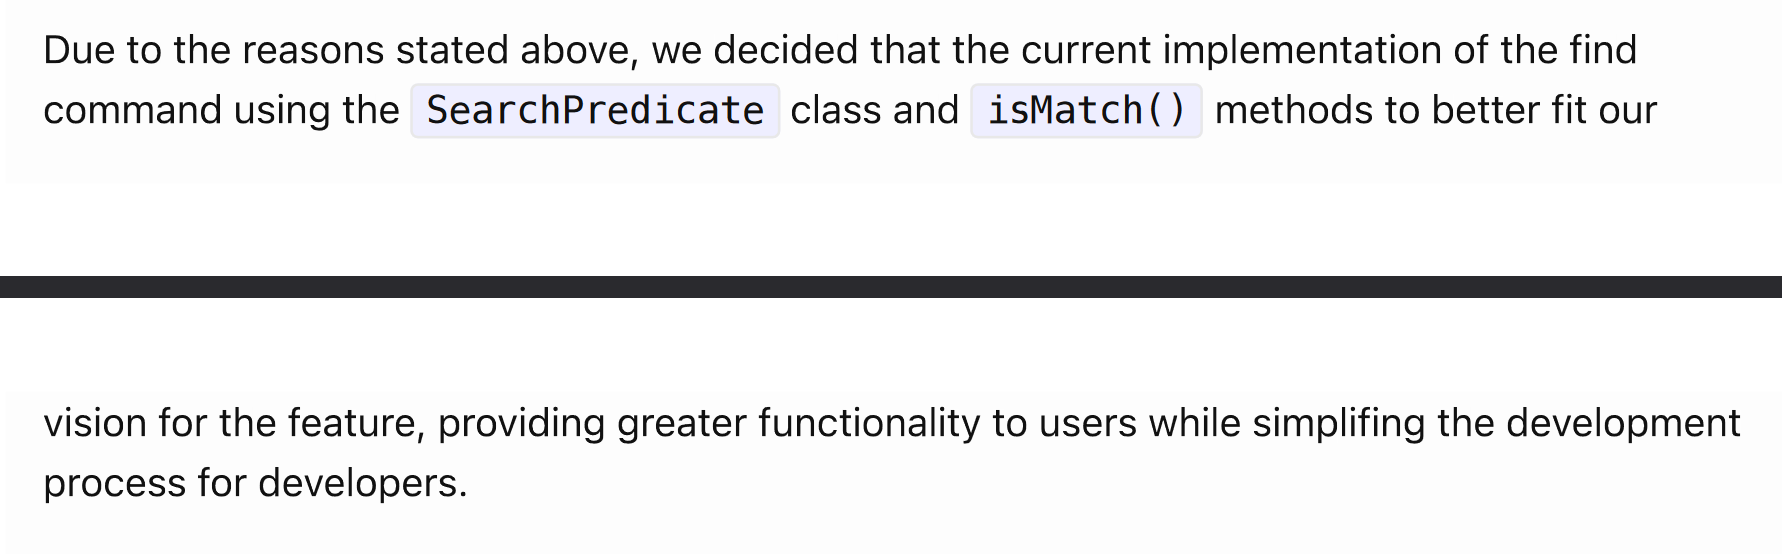 Due to the reasons stated above, we decided that the current implementation of the find
command using the SearchPredicate class and isMatch() methods to better fit our
vision for the feature, providing greater functionality to users while simplifing the development
process for developers.